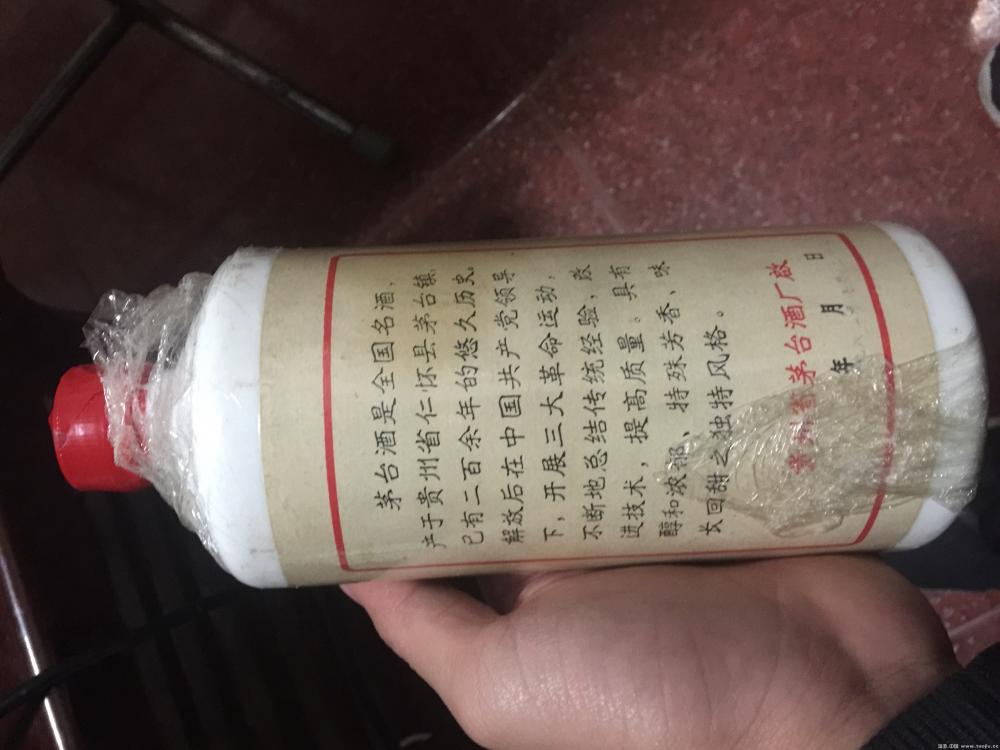 茅台酒是全国名酒,
产于贵州省仁怀县茅台镇,
已有二百余年的悠久历史。
解放后在中国共产党领导
下,开展三大革命运动,
不断地总结传统经验,改
进技术,提高质量。具有
醇和浓郁、特殊芳香、味
长回甜之独特风格。
贵州省茅台酒厂啟
年 月 日